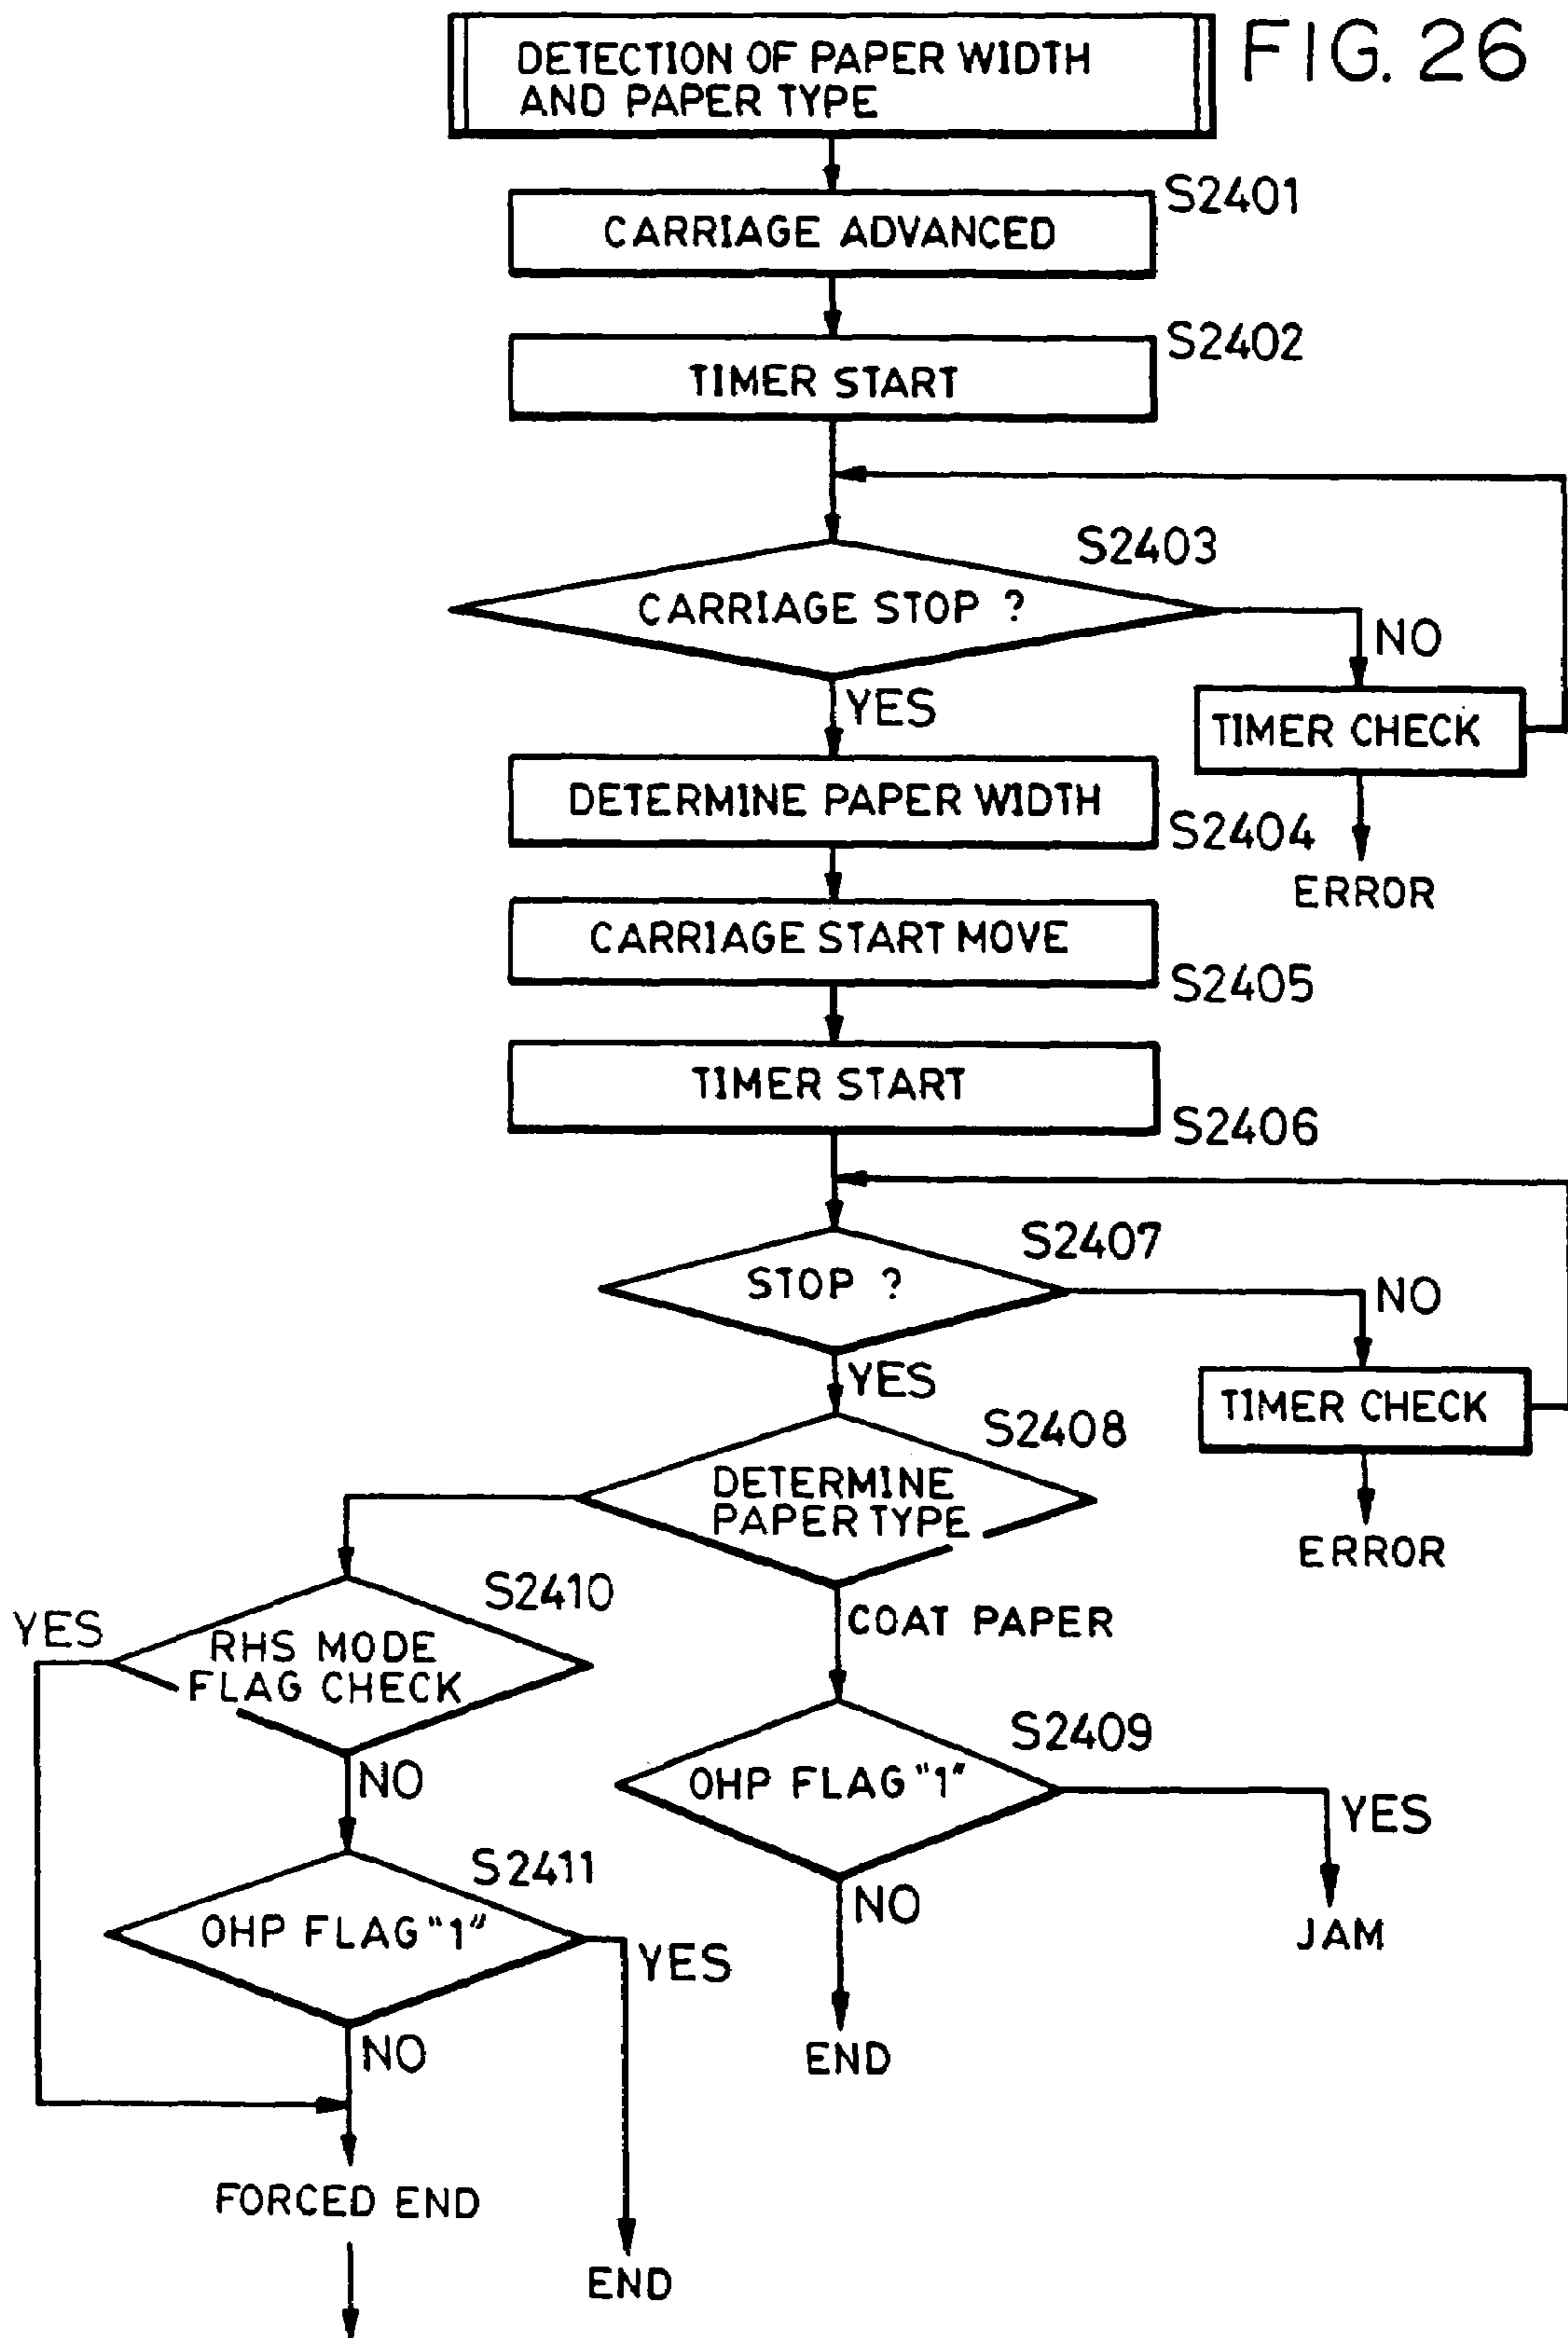 FIG. 26
DETECTION OF PAPER WIDTH
AND PAPER TYPE
S2401
CARRIAGE ADVANCED
S2402
TIMER START
S2403
CARRIAGE STOP ?
NO
YES
TIMER CHECK
DETERMINE PAPER WIDTH
S2404
ERROR
CARRIAGE START MOVE
S2405
TIMER START
S2406
S2407
STOP ?
NO
YES
TIMER CHECK
S2408
DETERMINE
PAPER TYPE
ERROR
S2410
COAT PAPER
YES
RHS MODE
FLAG CHECK
S2409
NO
OHP FLAG "1"
YES
S2411
NO
JAM
OHP FLAG "1"
YES
NO
END
FORCED END
END